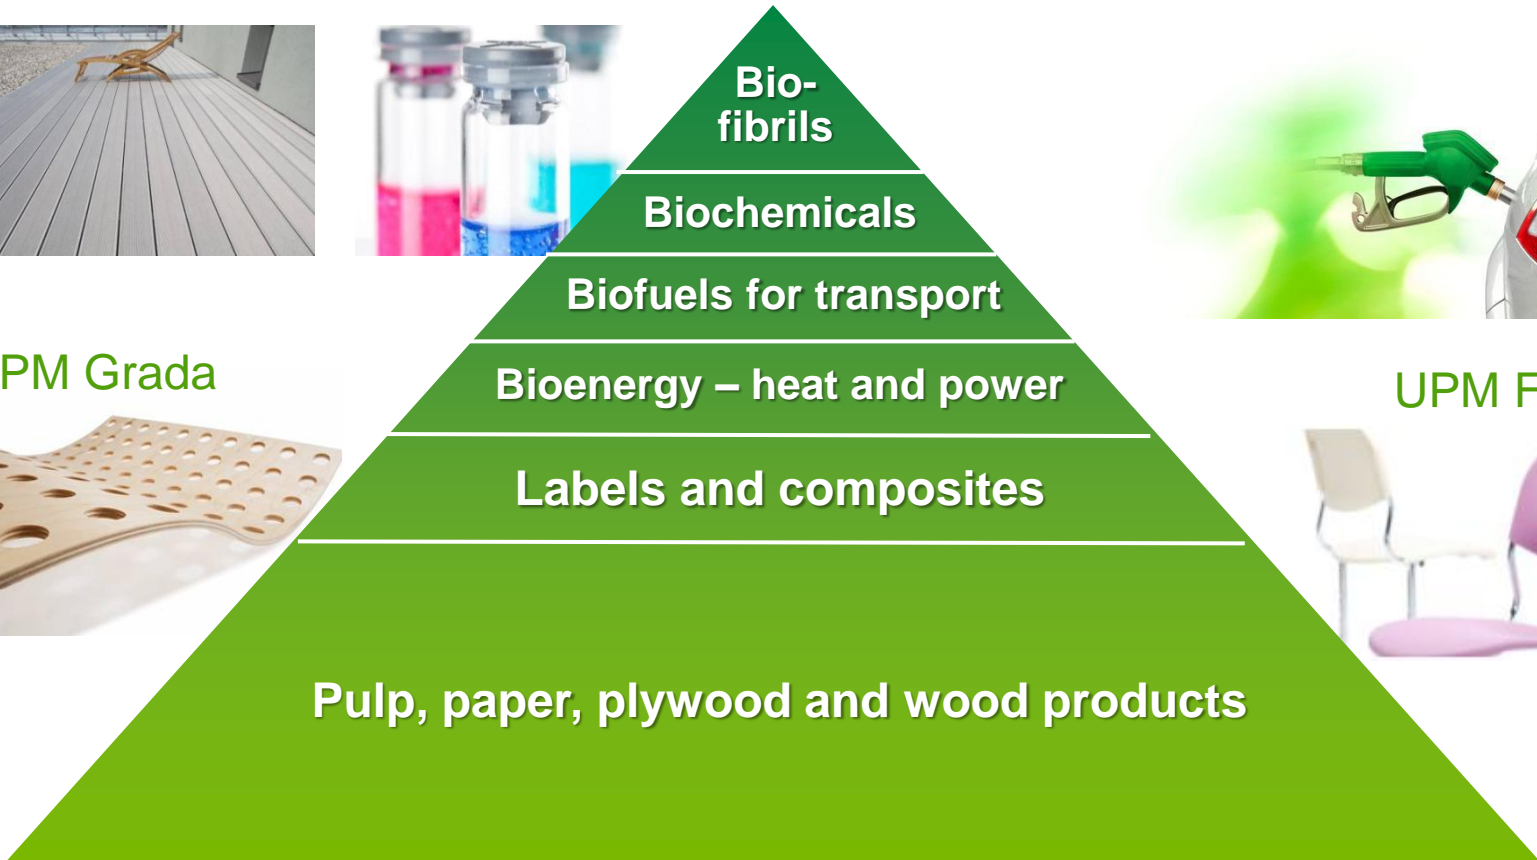 Bio-
fibrils
Biochemicals
Biofuels for transport
Bioenergy – heat and power
PM Grada
UPM F
Labels and composites
Pulp, paper, plywood and wood products